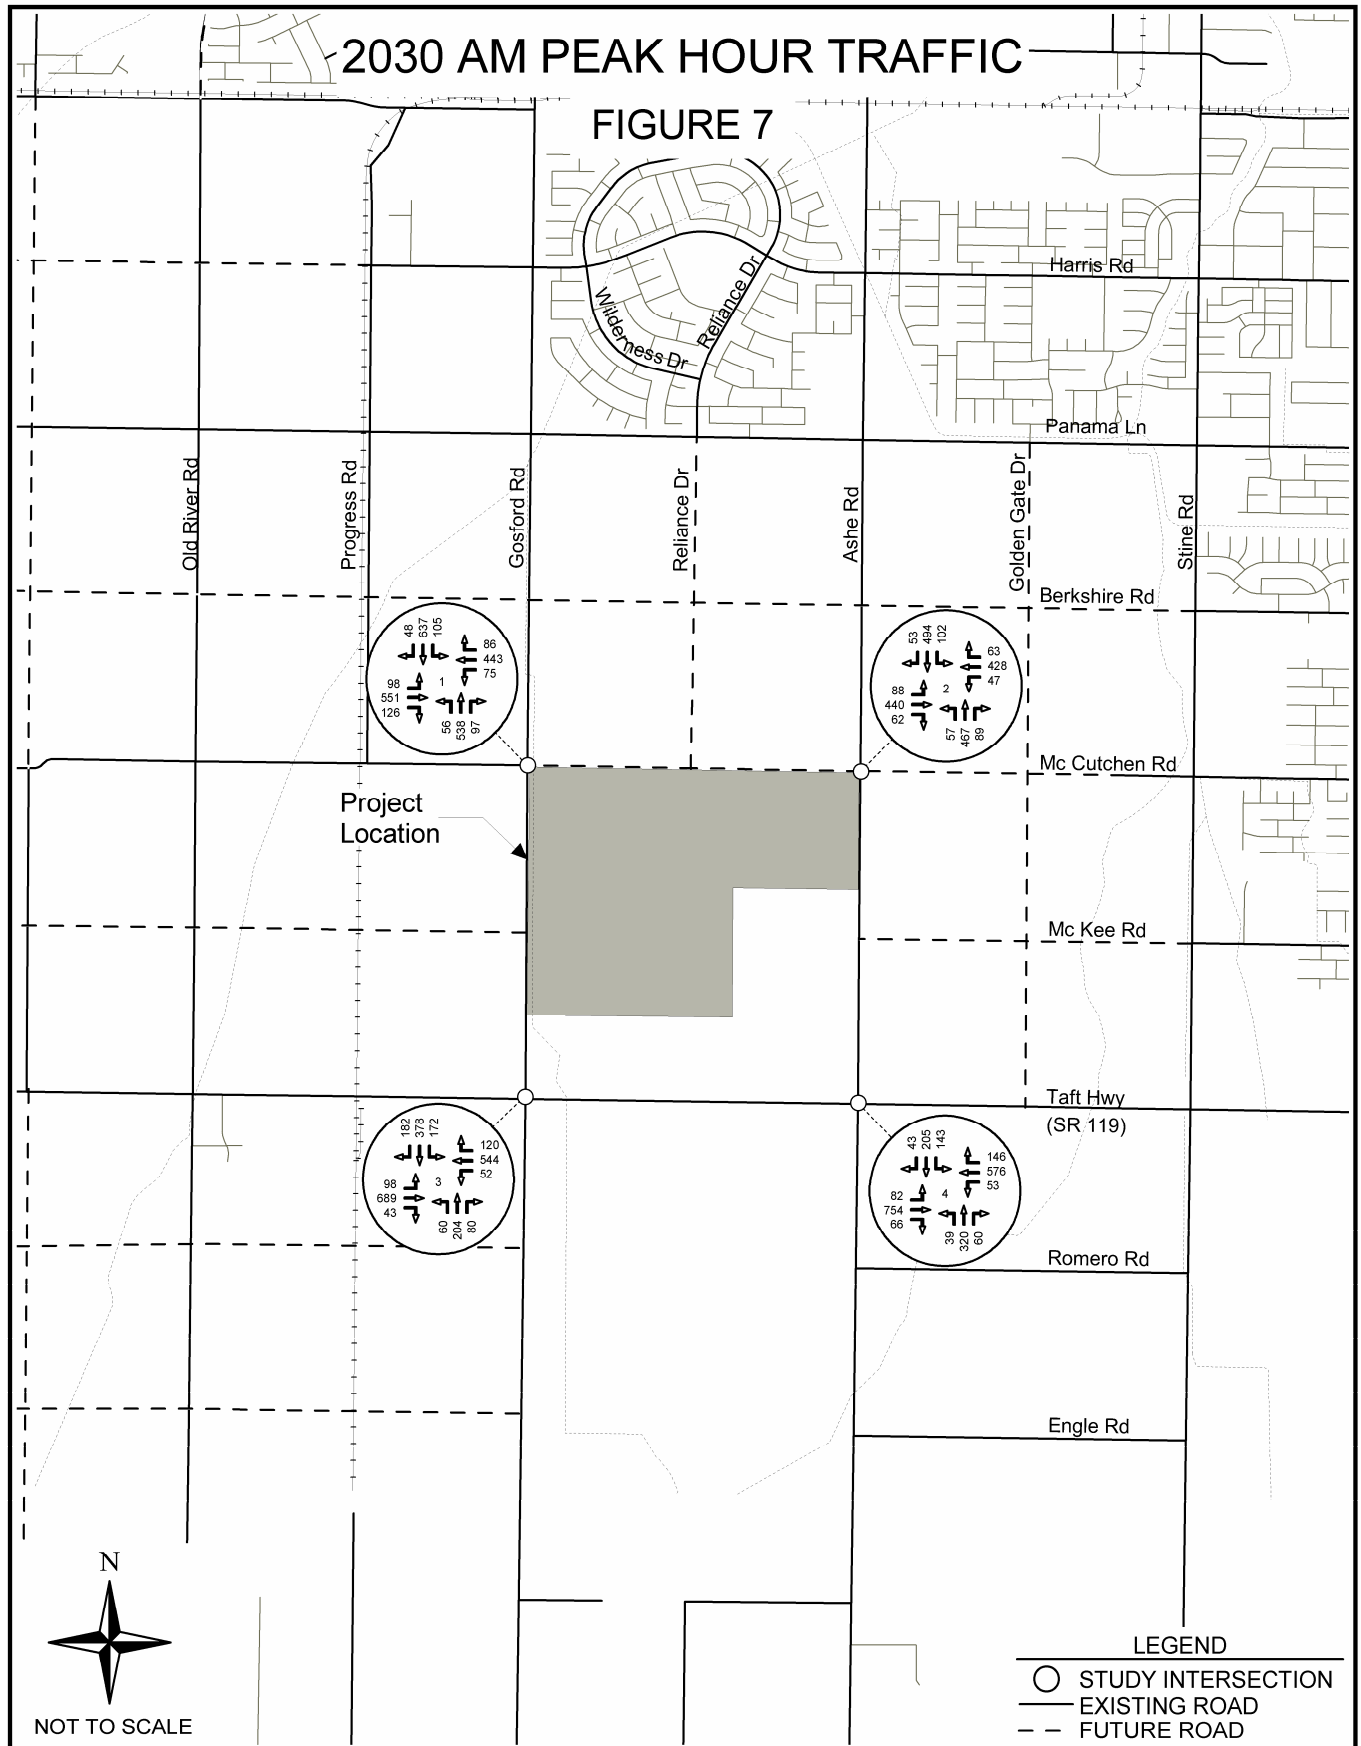 2030 AM PEAK HOUR TRAFFIC
FIGURE 7
Harris Rd
Reliance Dr
Wilderness Dr
Panama Ln
Old River Rd
Progress Rd
Gosford Rd
Reliance Dr
Ashe Rd
Golden Gate Dr
Stine Rd
Berkshire Rd
48 637 105
86
443
75
98
551
126
1
56 538 97
53 494 102
63
428
47
88
440
62
2
57 467 89
Mc Cutchen Rd
Project
Location
Mc Kee Rd
Taft Hwy
(SR 119)
182 378 172
120
544
52
98
689
43
3
60 204 80
43 205 143
146
576
53
82
754
66
4
39 320 60
Romero Rd
Engle Rd
N
NOT TO SCALE
LEGEND
STUDY INTERSECTION
EXISTING ROAD
FUTURE ROAD